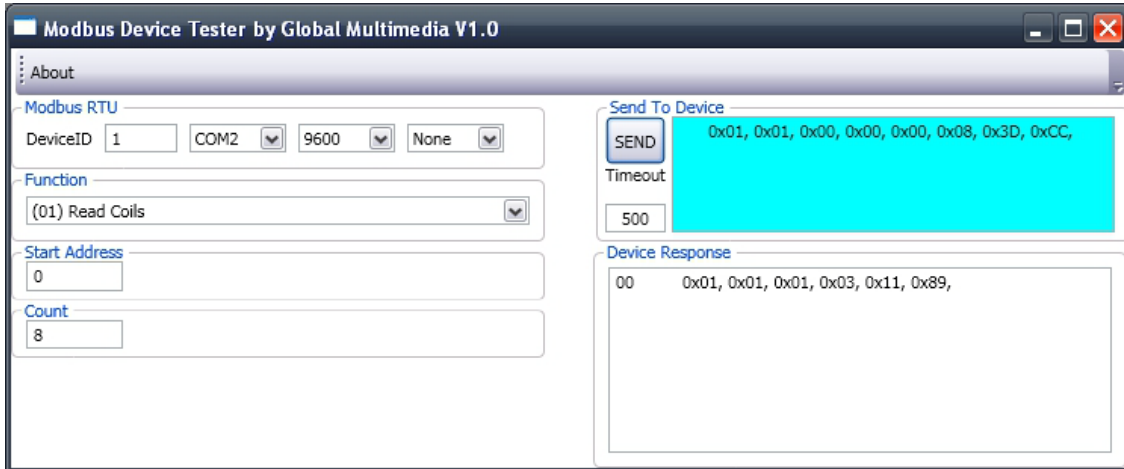 Modbus Device Tester by Global Multimedia V1.0
About
Modbus RTU
DeviceID 1 COM2 9600 None
Function
(01) Read Coils
Start Address
0
Count
8
Send To Device
SEND 0x01, 0x01, 0x00, 0x00, 0x00, 0x08, 0x3D, 0xCC,
Timeout
500
Device Response
00 0x01, 0x01, 0x01, 0x03, 0x11, 0x89,